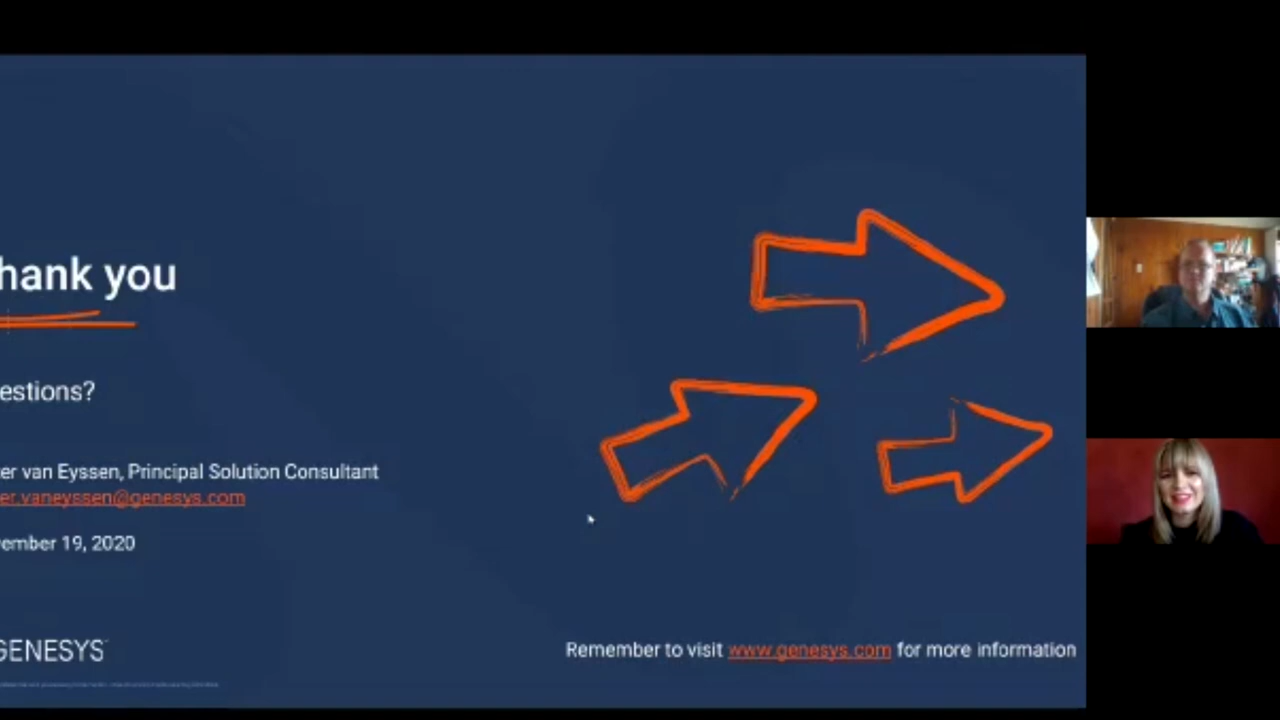 hank you
estions?
er van Eyssen, Principal Solution Consultant
er.vaneyssen@genesys.com
ember 19, 2020
GENESYS
Remember to visit www.genesys.com for more information